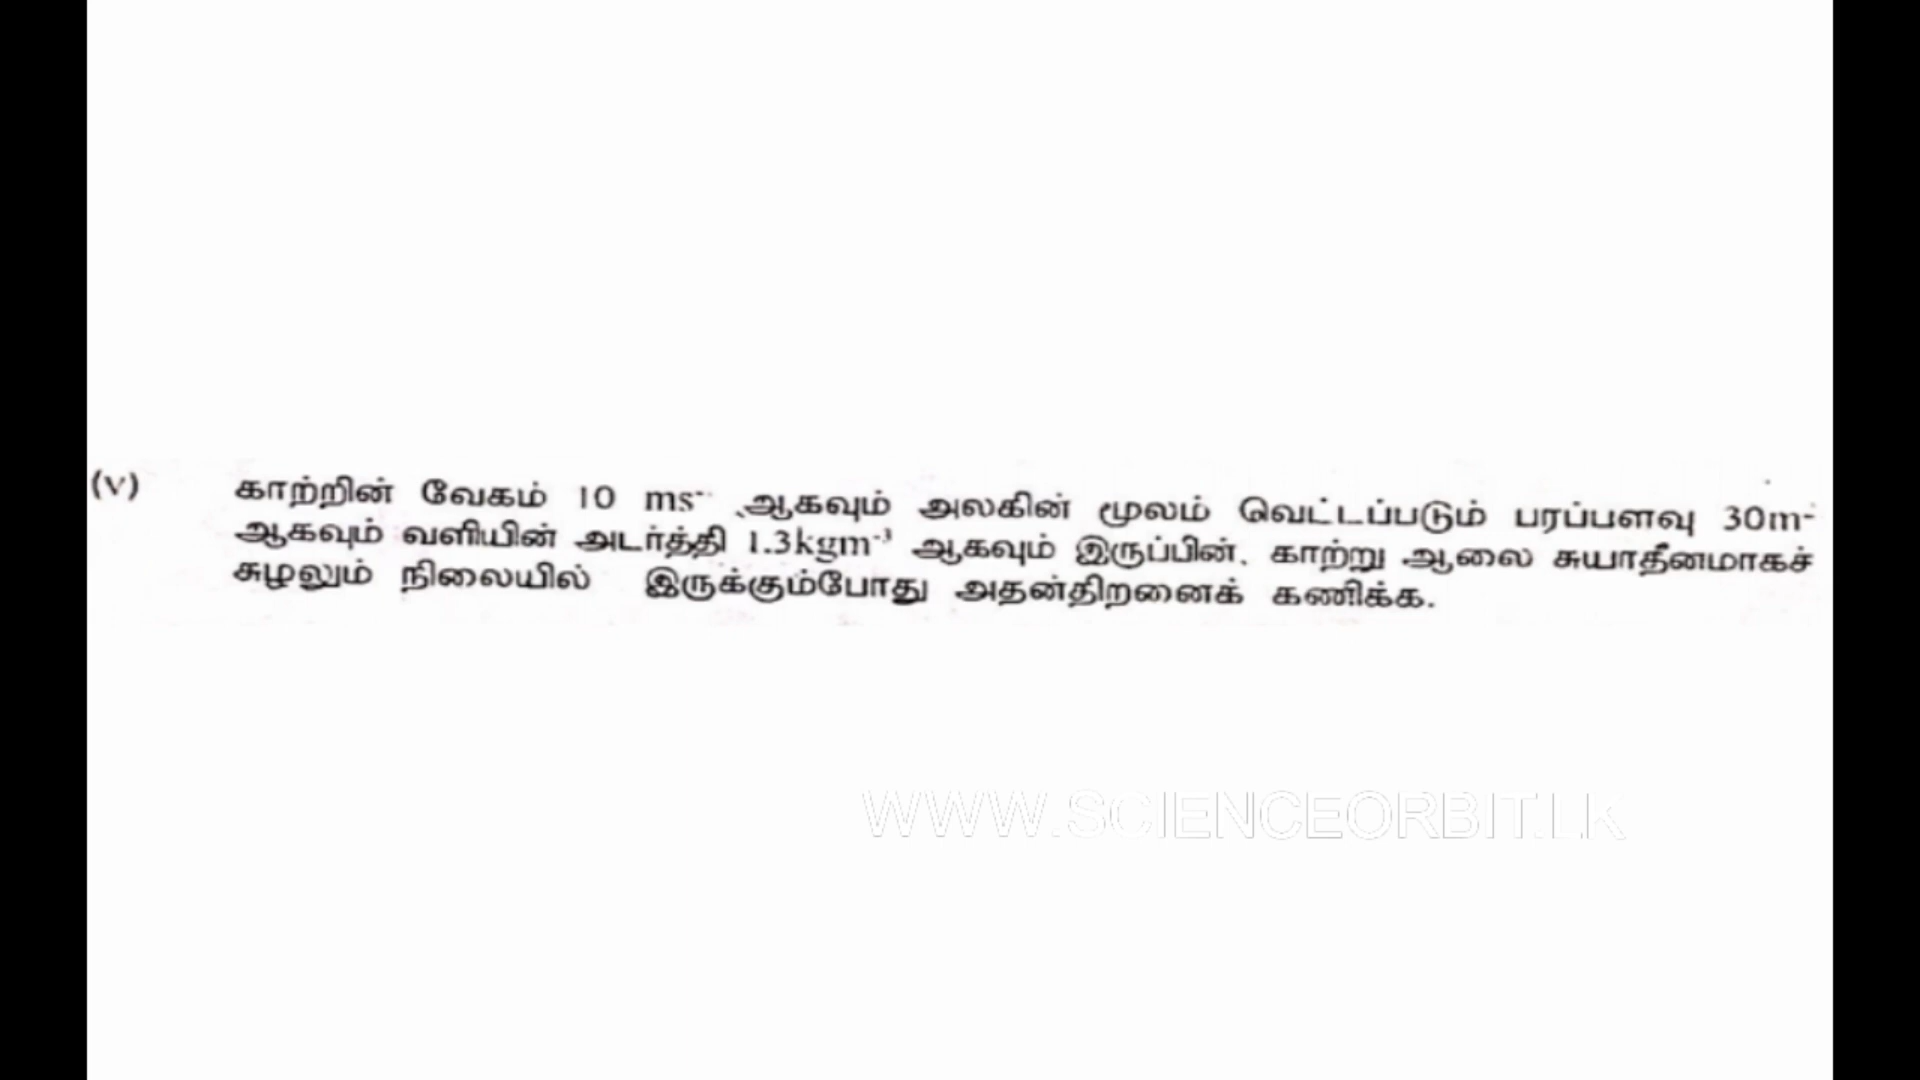 (v) காற்றின் வேகம் 10 ms⁻ ஆகவும் அலகின் மூலம் வெட்டப்படும் பரப்பளவு 30m-
ஆகவும் வளியின் அடர்த்தி 1.3kgm⁻³ ஆகவும் இருப்பின். காற்று ஆலை சுயாதீனமாகச்
சுழலும் நிலையில் இருக்கும்போது அதன்திறனைக் கணிக்க.
WWW.SCIENCEORBIT.LK